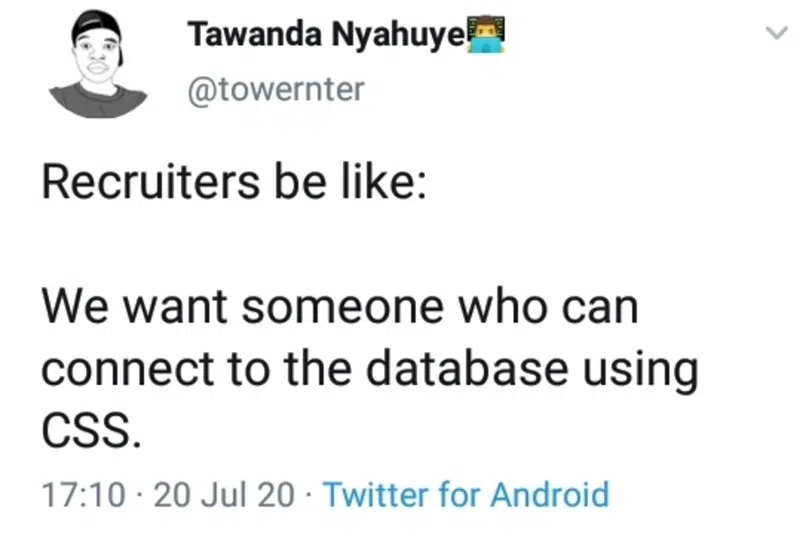 Tawanda Nyahuye👨‍💻
@towernter
Recruiters be like:
We want someone who can
connect to the database using
CSS.
17:10 · 20 Jul 20 · Twitter for Android